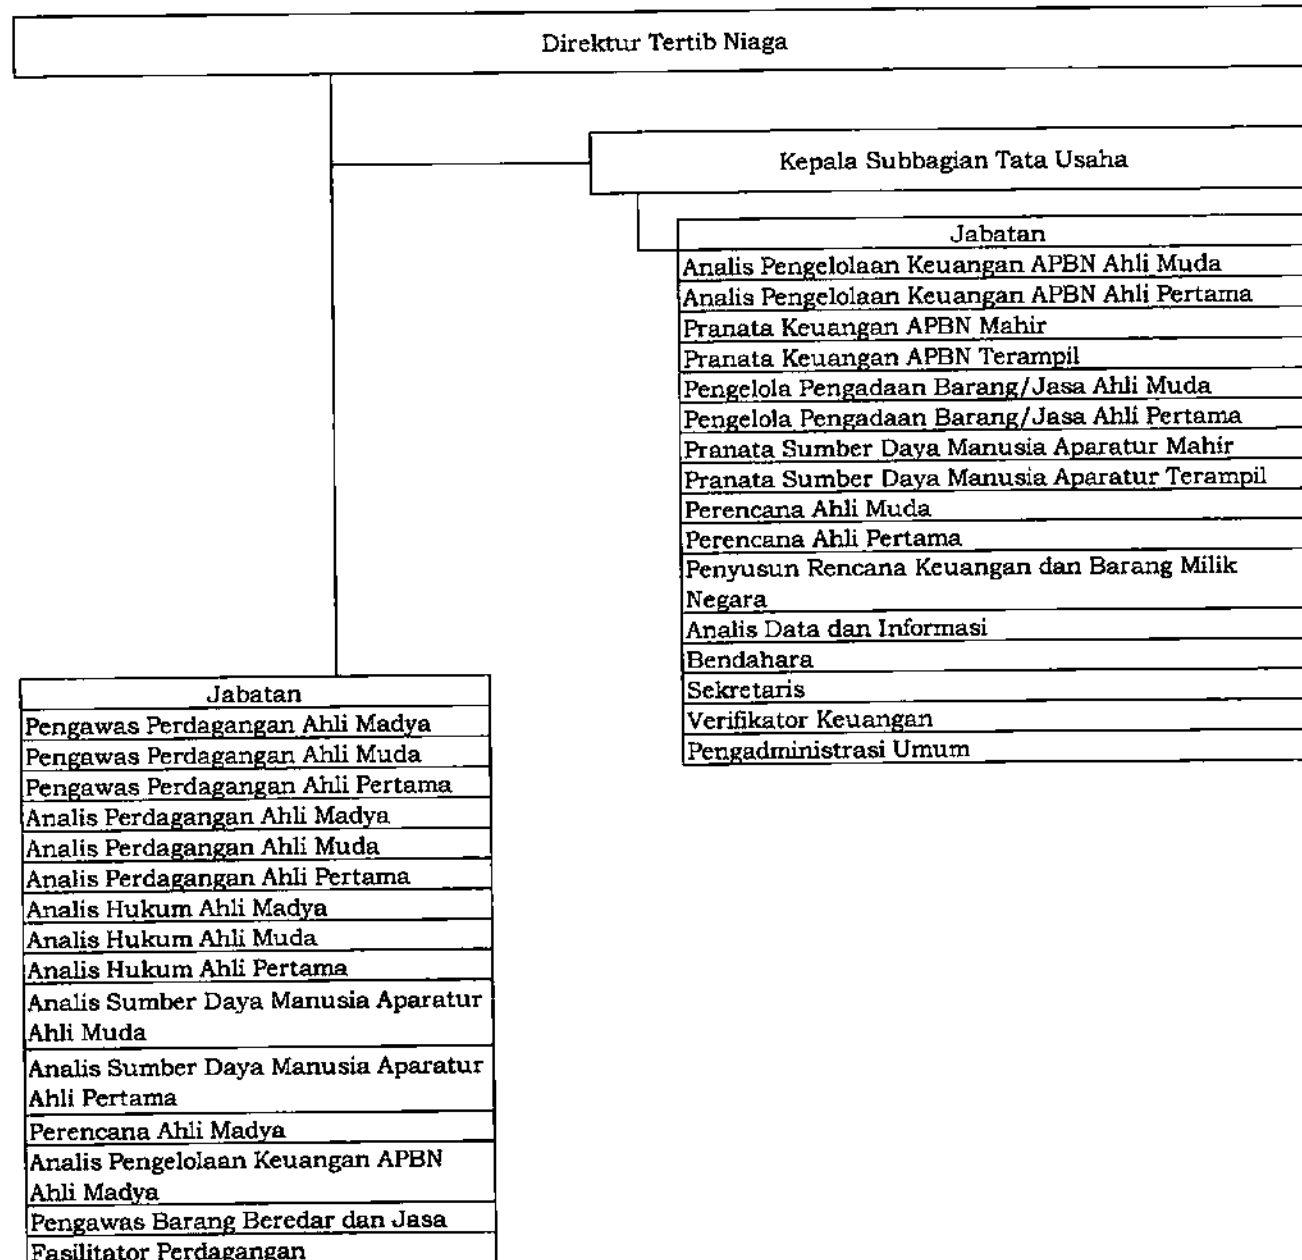 Direktur Tertib Niaga
Kepala Subbagian Tata Usaha
Jabatan
Analis Pengelolaan Keuangan APBN Ahli Muda
Analis Pengelolaan Keuangan APBN Ahli Pertama
Pranata Keuangan APBN Mahir
Pranata Keuangan APBN Terampil
Pengelola Pengadaan Barang/Jasa Ahli Muda
Pengelola Pengadaan Barang/Jasa Ahli Pertama
Pranata Sumber Daya Manusia Aparatur Mahir
Pranata Sumber Daya Manusia Aparatur Terampil
Perencana Ahli Muda
Perencana Ahli Pertama
Penyusun Rencana Keuangan dan Barang Milik
Negara
Analis Data dan Informasi
Bendahara
Sekretaris
Verifikator Keuangan
Pengadministrasi Umum
Jabatan
Pengawas Perdagangan Ahli Madya
Pengawas Perdagangan Ahli Muda
Pengawas Perdagangan Ahli Pertama
Analis Perdagangan Ahli Madya
Analis Perdagangan Ahli Muda
Analis Perdagangan Ahli Pertama
Analis Hukum Ahli Madya
Analis Hukum Ahli Muda
Analis Hukum Ahli Pertama
Analis Sumber Daya Manusia Aparatur
Ahli Muda
Analis Sumber Daya Manusia Aparatur
Ahli Pertama
Perencana Ahli Madya
Analis Pengelolaan Keuangan APBN
Ahli Madya
Pengawas Barang Beredar dan Jasa
Fasilitator Perdagangan